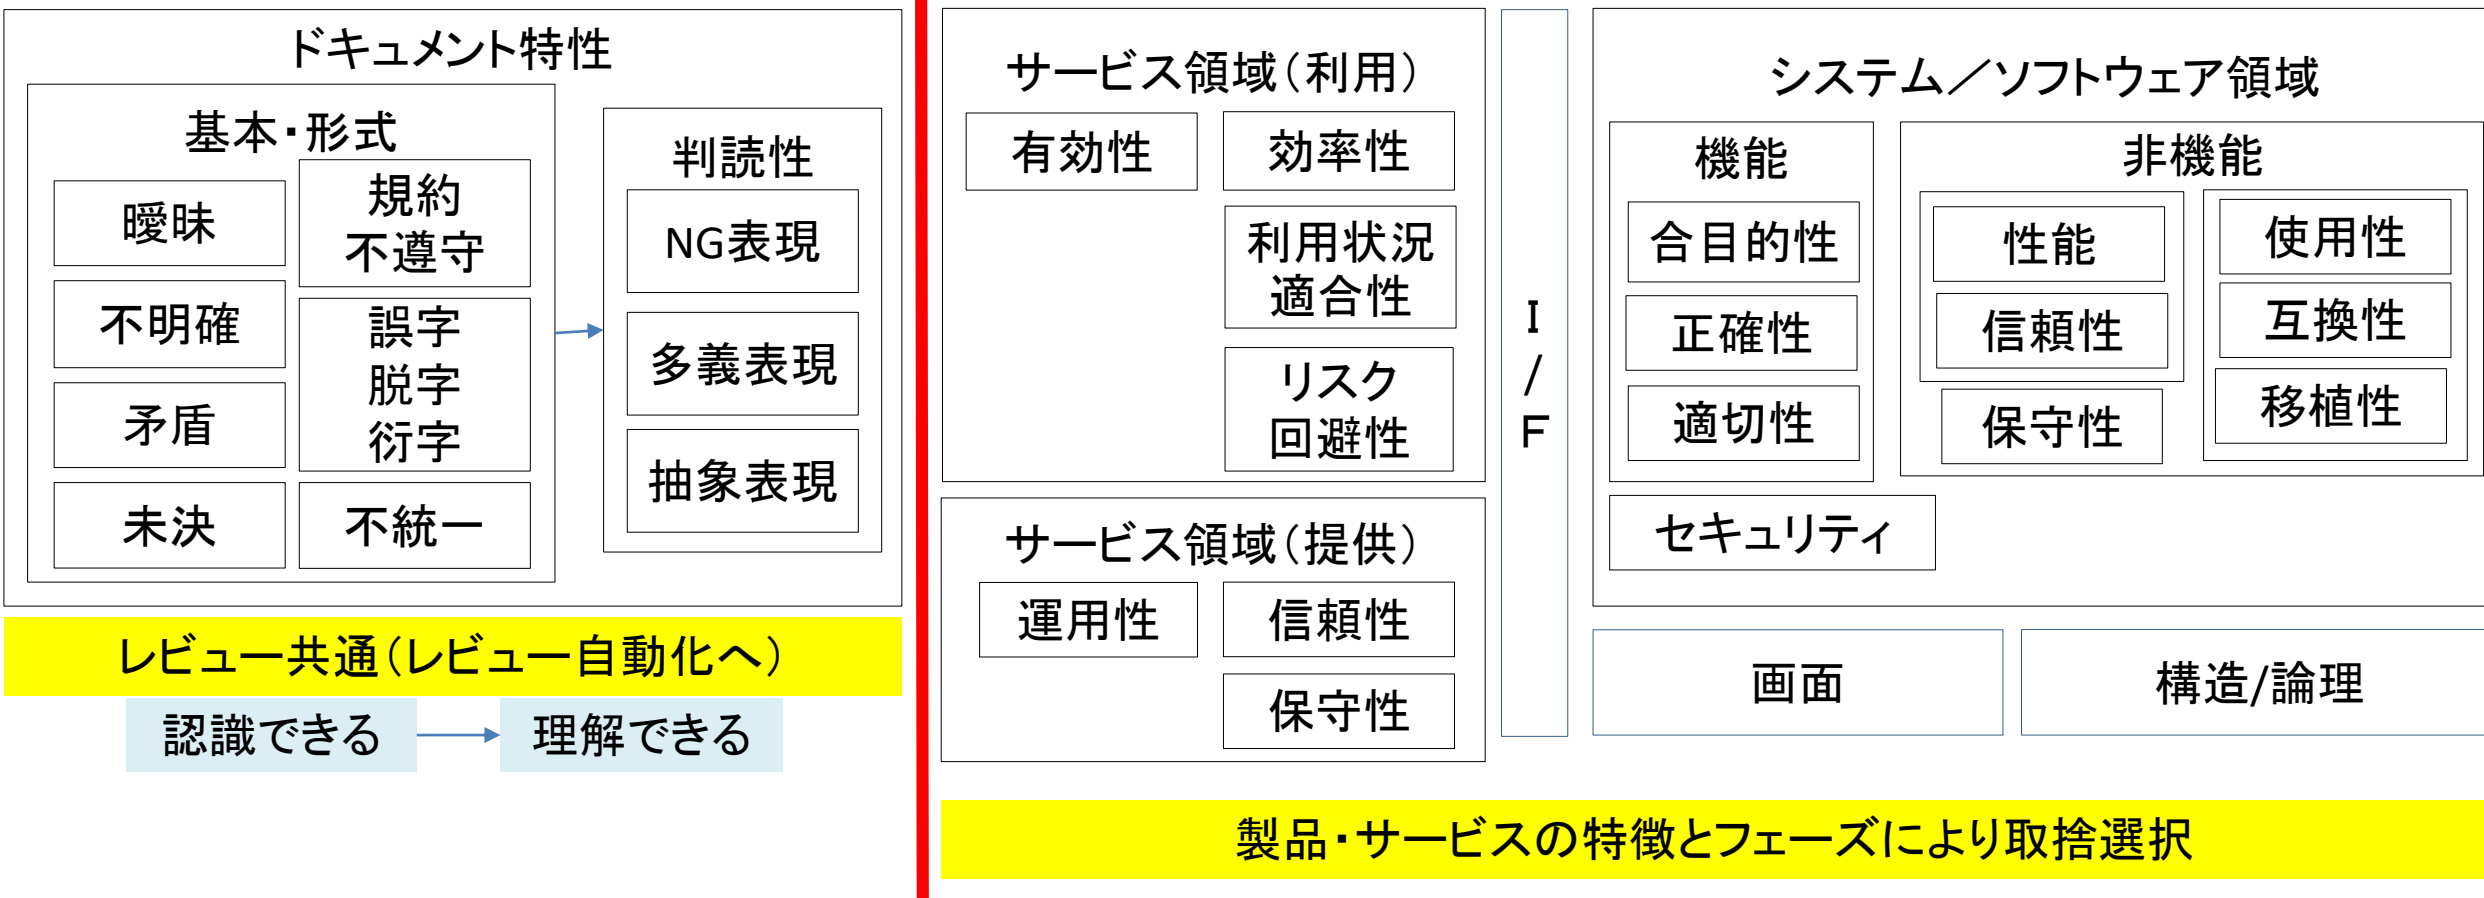 ドキュメント特性
基本・形式
曖昧
不明確
矛盾
未決
規約
不遵守
誤字
脱字
衍字
不統一
判読性
NG表現
多義表現
抽象表現
レビュー共通（レビュー自動化へ）
認識できる
理解できる
サービス領域（利用）
有効性
効率性
利用状況
適合性
リスク
回避性
サービス領域（提供）
運用性
信頼性
保守性
I
/
F
システム／ソフトウェア領域
機能
合目的性
正確性
適切性
非機能
性能
信頼性
保守性
使用性
互換性
移植性
セキュリティ
画面
構造/論理
製品・サービスの特徴とフェーズにより取捨選択